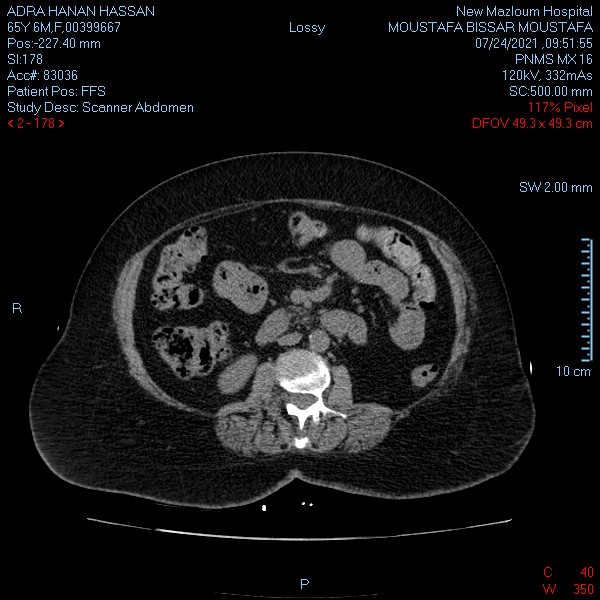 ADRA HANAN HASSAN
65Y 6M,F,00399667
Pos:-227.40 mm
SI:178
Acc#: 83036
Patient Pos: FFS
Study Desc: Scanner Abdomen
< 2 - 178 >
Lossy
New Mazloum Hospital
MOUSTAFA BISSAR MOUSTAFA
07/24/2021 ,09:51:55
PNMS MX 16
120kV, 332mAs
SC:500.00 mm
117% Pixel
DFOV 49.3 x 49.3 cm
SW 2.00 mm
R
10 cm
P
C 40
W 350